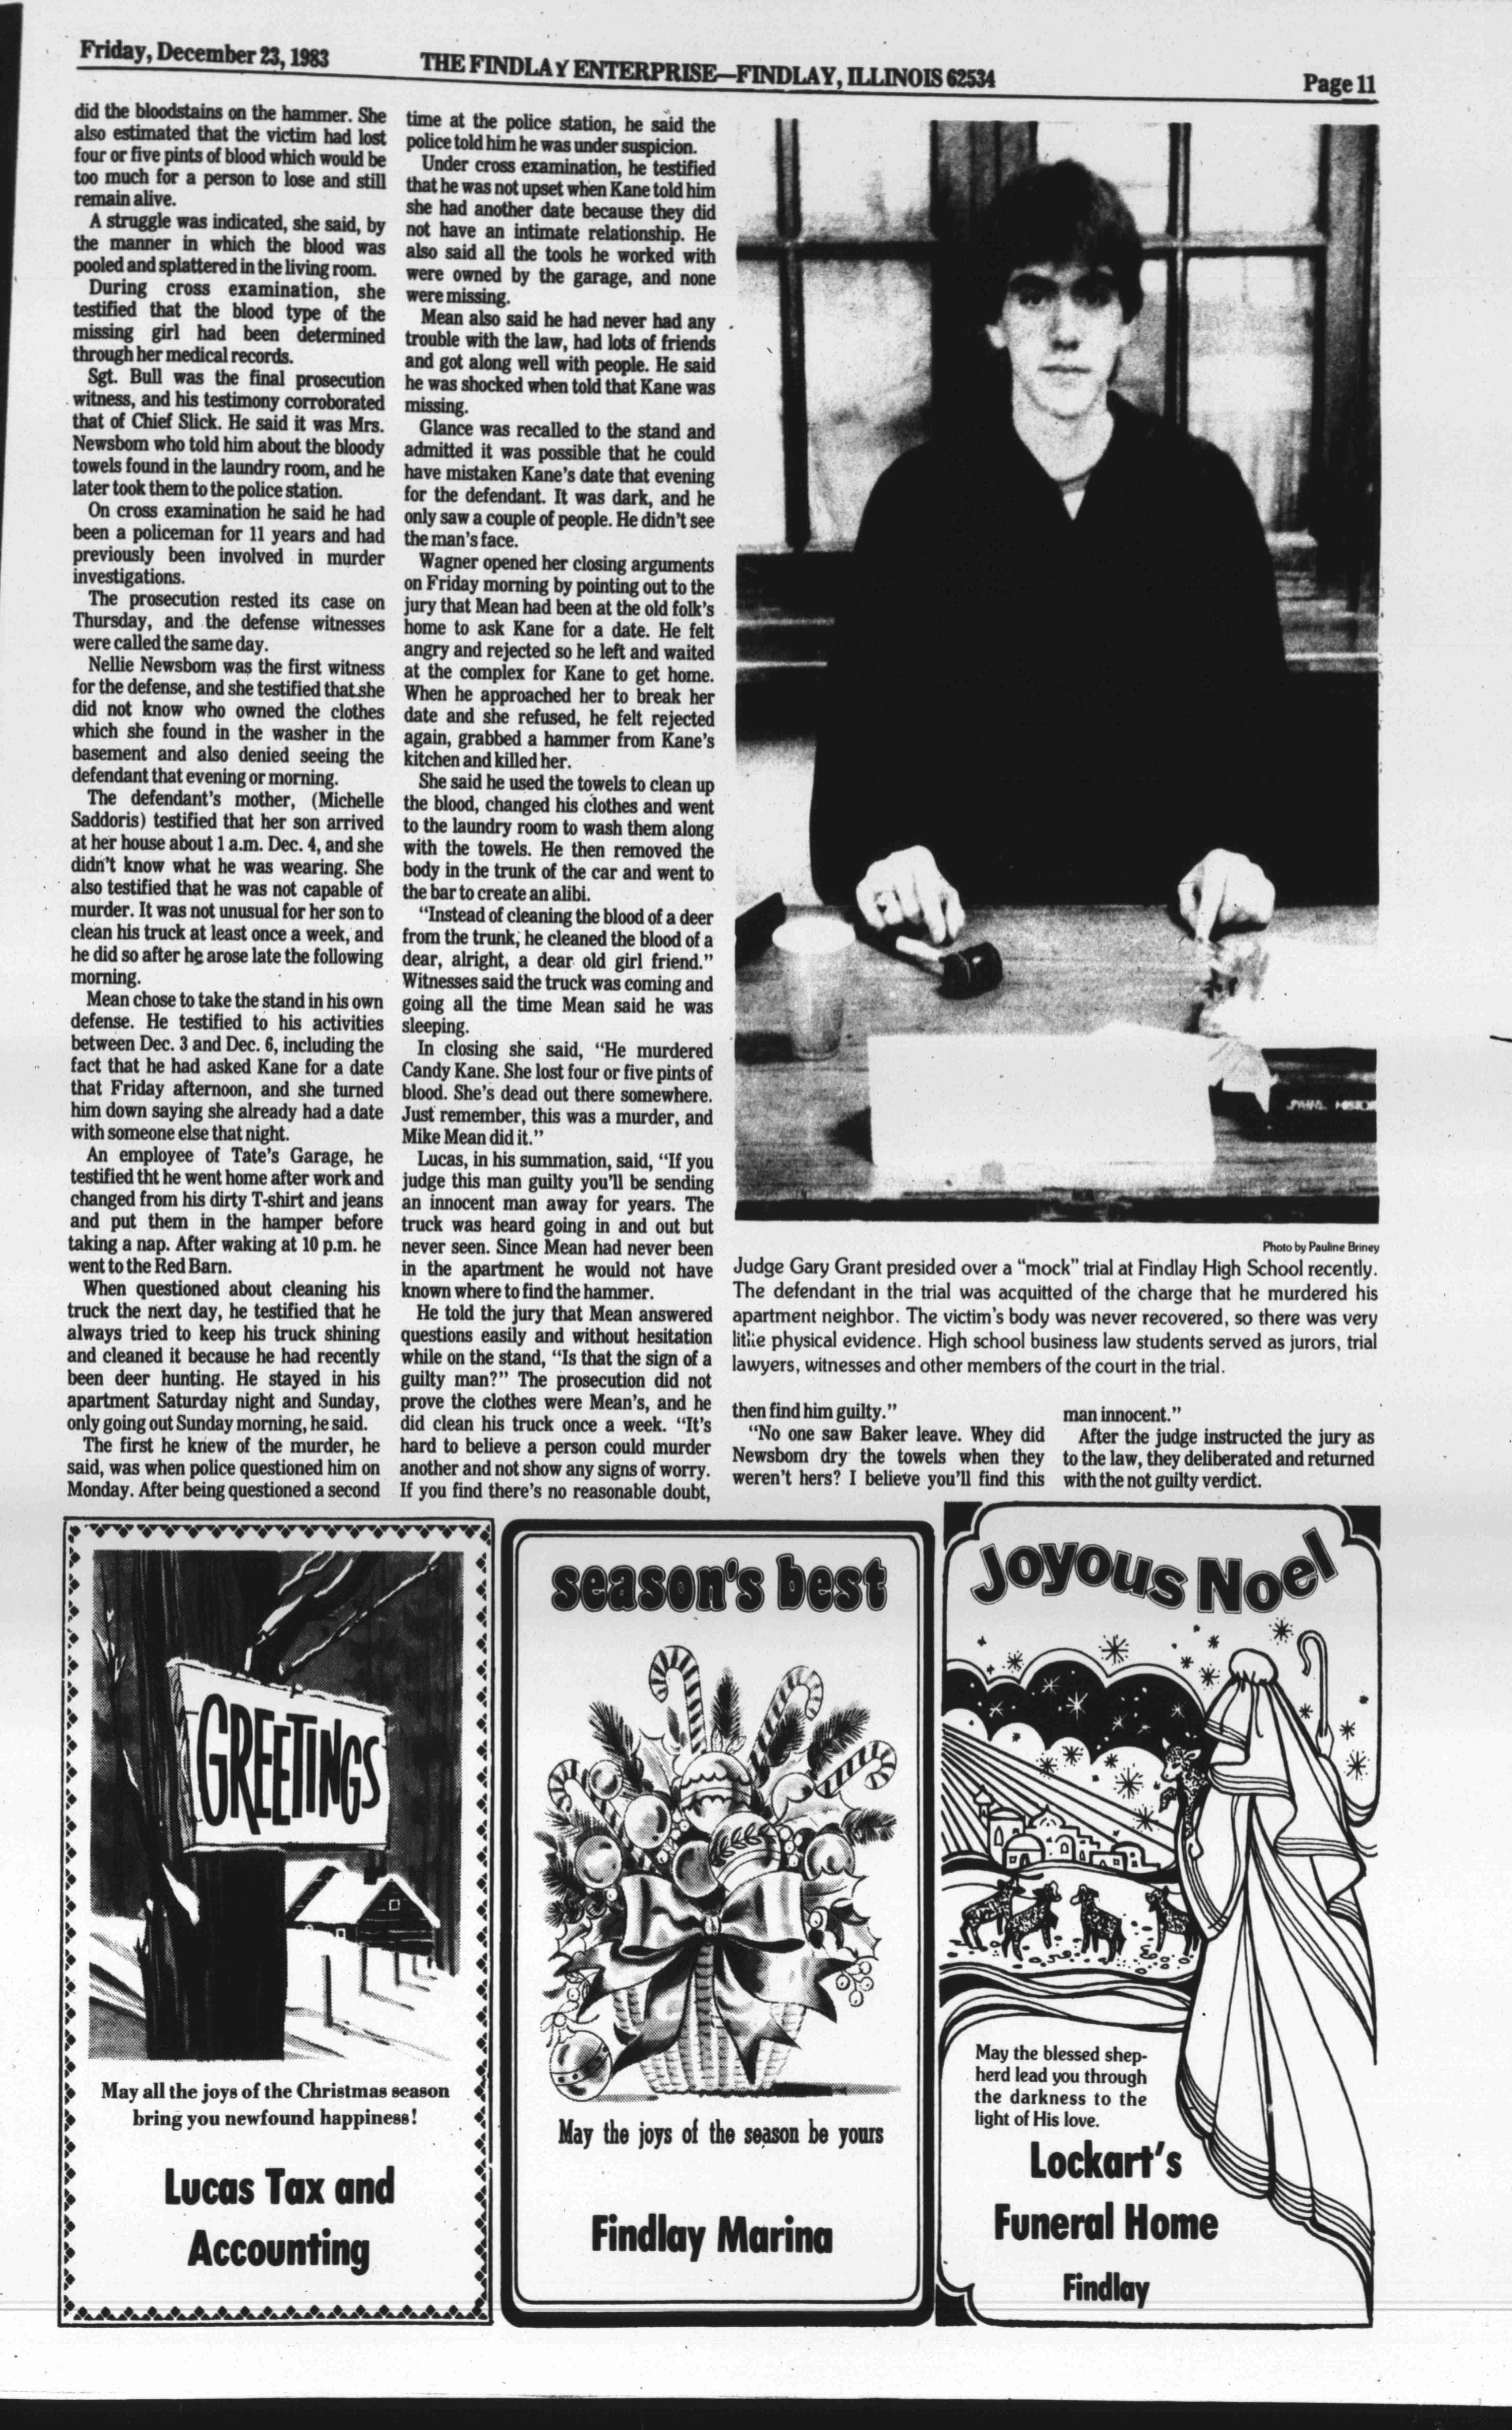 Friday, December 23, 1983
THE FINDLAY ENTERPRISE—FINDLAY, ILLINOIS 62534
Page 11
did the bloodstains on the hammer. She
also estimated that the victim had lost
four or five pints of blood which would be
too much for a person to lose and still
remain alive.
A struggle was indicated, she said, by
the manner in which the blood was
pooled and splattered in the living room.
During cross examination, she
testified that the blood type of the
missing girl had been determined
through her medical records.
Sgt. Bull was the final prosecution
witness, and his testimony corroborated
that of Chief Slick. He said it was Mrs.
Newsbom who told him about the bloody
towels found in the laundry room, and he
later took them to the police station.
On cross examination he said he had
been a policeman for 11 years and had
previously been involved in murder
investigations.
The prosecution rested its case on
Thursday, and the defense witnesses
were called the same day.
Nellie Newsbom was the first witness
for the defense, and she testified that she
did not know who owned the clothes
which she found in the washer in the
basement and also denied seeing the
defendant that evening or morning.
The defendant's mother, (Michelle
Saddoris) testified that her son arrived
at her house about 1 a.m. Dec. 4, and she
didn't know what he was wearing. She
also testified that he was not capable of
murder. It was not unusual for her son to
clean his truck at least once a week, and
he did so after he arose late the following
morning.
Mean chose to take the stand in his own
defense. He testified to his activities
between Dec. 3 and Dec. 6, including the
fact that he had asked Kane for a date
that Friday afternoon, and she turned
him down saying she already had a date
with someone else that night.
An employee of Tate's Garage, he
testified tht he went home after work and
changed from his dirty T-shirt and jeans
and put them in the hamper before
taking a nap. After waking at 10 p.m. he
went to the Red Barn.
When questioned about cleaning his
truck the next day, he testified that he
always tried to keep his truck shining
and cleaned it because he had recently
been deer hunting. He stayed in his
apartment Saturday night and Sunday,
only going out Sunday morning, he said.
The first he knew of the murder, he
said, was when police questioned him on
Monday. After being questioned a second
time at the police station, he said the
police told him he was under suspicion.
Under cross examination, he testified
that he was not upset when Kane told him
she had another date because they did
not have an intimate relationship. He
also said all the tools he worked with
were owned by the garage, and none
were missing.
Mean also said he had never had any
trouble with the law, had lots of friends
and got along well with people. He said
he was shocked when told that Kane was
missing.
Glance was recalled to the stand and
admitted it was possible that he could
have mistaken Kane's date that evening
for the defendant. It was dark, and he
only saw a couple of people. He didn't see
the man's face.
Wagner opened her closing arguments
on Friday morning by pointing out to the
jury that Mean had been at the old folk's
home to ask Kane for a date. He felt
angry and rejected so he left and waited
at the complex for Kane to get home.
When he approached her to break her
date and she refused, he felt rejected
again, grabbed a hammer from Kane's
kitchen and killed her.
She said he used the towels to clean up
the blood, changed his clothes and went
to the laundry room to wash them along
with the towels. He then removed the
body in the trunk of the car and went to
the bar to create an alibi.
"Instead of cleaning the blood of a deer
from the trunk, he cleaned the blood of a
dear, alright, a dear old girl friend."
Witnesses said the truck was coming and
going all the time Mean said he was
sleeping.
In closing she said, "He murdered
Candy Kane. She lost four or five pints of
blood. She's dead out there somewhere.
Just remember, this was a murder, and
Mike Mean did it."
Lucas, in his summation, said, "If you
judge this man guilty you'll be sending
an innocent man away for years. The
truck was heard going in and out but
never seen. Since Mean had never been
in the apartment he would not have
known where to find the hammer.
He told the jury that Mean answered
questions easily and without hesitation
while on the stand, "Is that the sign of a
guilty man?" The prosecution did not
prove the clothes were Mean's, and he
did clean his truck once a week. "It's
hard to believe a person could murder
another and not show any signs of worry.
If you find there's no reasonable doubt,
Photo by Pauline Briney
Judge Gary Grant presided over a "mock" trial at Findlay High School recently.
The defendant in the trial was acquitted of the charge that he murdered his
apartment neighbor. The victim's body was never recovered, so there was very
little physical evidence. High school business law students served as jurors, trial
lawyers, witnesses and other members of the court in the trial.
then find him guilty."
"No one saw Baker leave. Whey did
Newsbom dry the towels when they
weren't hers? I believe you'll find this
man innocent."
After the judge instructed the jury as
to the law, they deliberated and returned
with the not guilty verdict.
GREETINGS
May all the joys of the Christmas season
bring you newfound happiness!
Lucas Tax and
Accounting
season's best
May the joys of the season be yours
Findlay Marina
Joyous Noel
May the blessed shep-
herd lead you through
the darkness to the
light of His love.
Lockart's
Funeral Home
Findlay